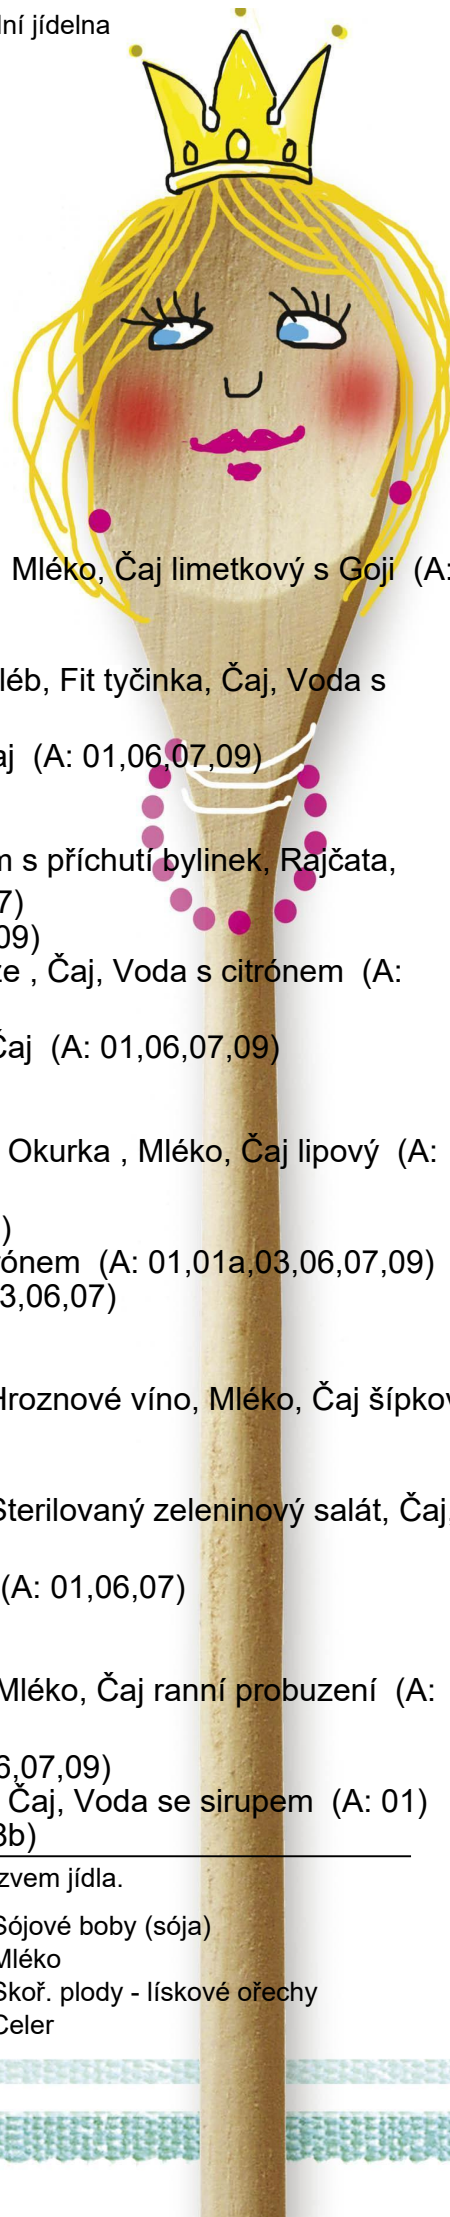 lní jídelna
Mléko, Čaj limetkový s Goji (A:
léb, Fit tyčinka, Čaj, Voda s
aj (A: 01,06,07,09)
m s příchutí bylinek, Rajčata,
7)
09)
ze , Čaj, Voda s citrónem (A:
Čaj (A: 01,06,07,09)
Okurka , Mléko, Čaj lipový (A:
)
rónem (A: 01,01a,03,06,07,09)
3,06,07)
Hroznové víno, Mléko, Čaj šípkov
Sterilovaný zeleninový salát, Čaj,
(A: 01,06,07)
Mléko, Čaj ranní probuzení (A:
6,07,09)
Čaj, Voda se sirupem (A: 01)
8b)
zvem jídla.
Sójové boby (sója)
Mléko
Skoř. plody - lískové ořechy
Celer